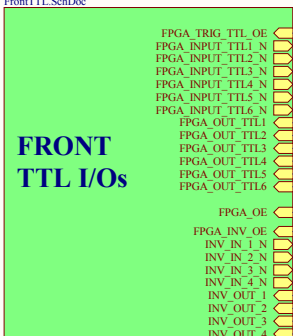 FrontTTL.SchDoc
FPGA_TRIG_TTL_OE
FPGA_INPUT_TTL1_N
FPGA_INPUT_TTL2_N
FPGA_INPUT_TTL3_N
FPGA_INPUT_TTL4_N
FPGA_INPUT_TTL5_N
FPGA_INPUT_TTL6_N
FPGA_OUT_TTL1
FPGA_OUT_TTL2
FPGA_OUT_TTL3
FPGA_OUT_TTL4
FPGA_OUT_TTL5
FPGA_OUT_TTL6
FRONT
TTL I/Os
FPGA_OE
FPGA_INV_OE
INV_IN_1_N
INV_IN_2_N
INV_IN_3_N
INV_IN_4_N
INV_OUT_1
INV_OUT_2
INV_OUT_3
INV_OUT_4